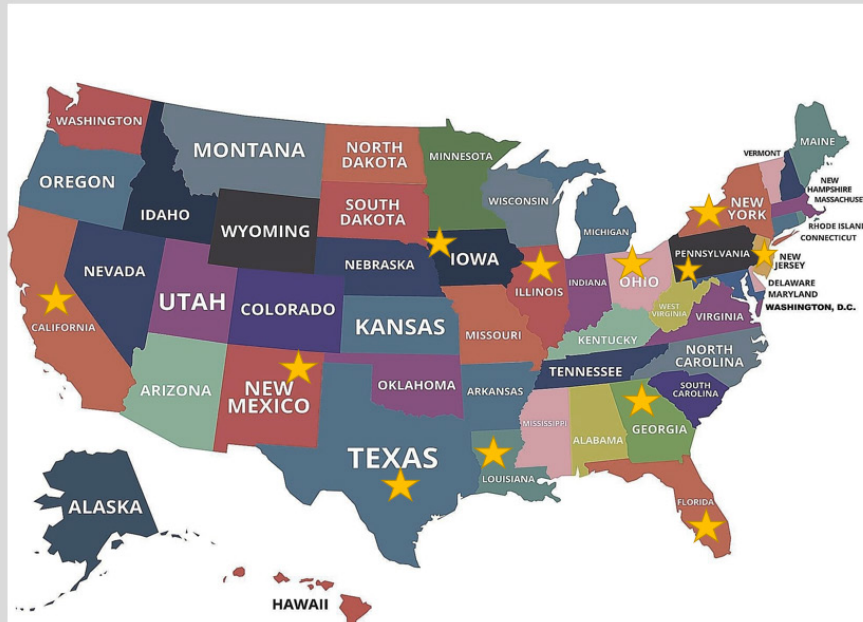 WASHINGTON
OREGON
IDAHO
MONTANA
WYOMING
NORTH
DAKOTA
SOUTH
DAKOTA
MINNESOTA
WISCONSIN
MICHIGAN
VERMONT
MAINE
NEW
HAMPSHIRE
MASSACHUSE
NEW
YORK
RHODE ISLAND
CONNECTICUT
PENNSYLVANIA
NEW
JERSEY
DELAWARE
MARYLAND
WASHINGTON, D.C.
NEVADA
UTAH
COLORADO
NEBRASKA
IOWA
ILLINOIS
INDIANA
OHIO
WEST
VIRGINIA
VIRGINIA
CALIFORNIA
KANSAS
MISSOURI
KENTUCKY
NORTH
CAROLINA
TENNESSEE
SOUTH
CAROLINA
ARIZONA
NEW
MEXICO
OKLAHOMA
ARKANSAS
MISSISSIPPI
ALABAMA
GEORGIA
TEXAS
LOUISIANA
FLORIDA
ALASKA
HAWAII